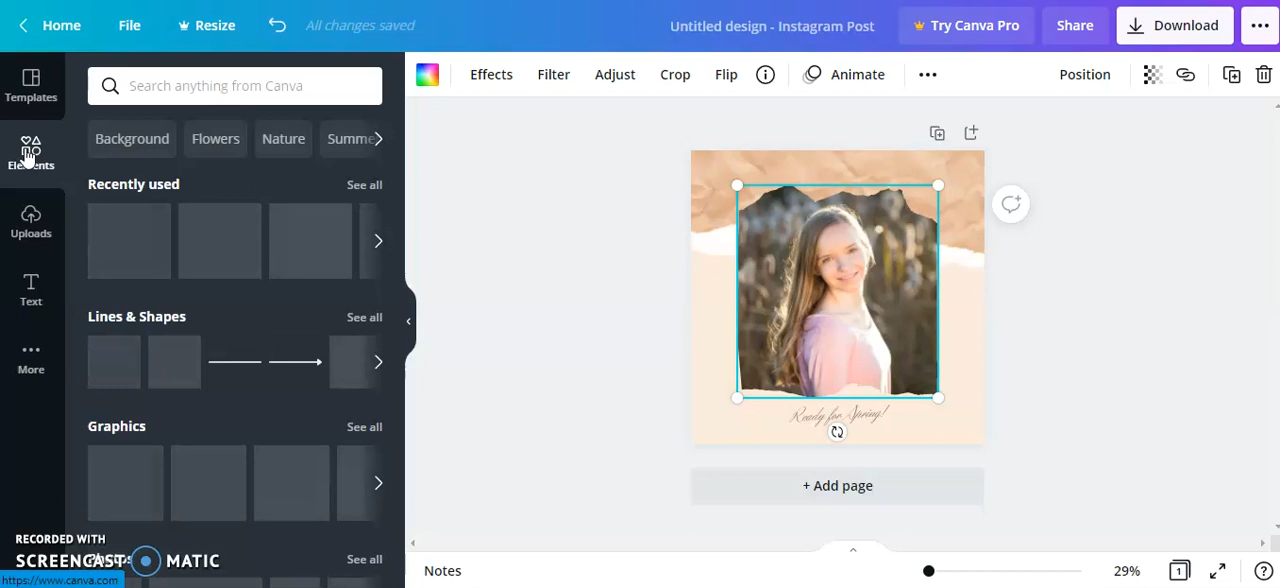 Home File Resize All changes saved Untitled design - Instagram Post Try Canva Pro Share Download
Templates
Elements
Uploads
Text
More
Search anything from Canva
Background Flowers Nature Summe
Recently used See all
Lines & Shapes See all
Graphics See all
See all
Effects Filter Adjust Crop Flip Animate Position
Ready for Spring!
+ Add page
RECORDED WITH
SCREENCAST MATIC
https://www.canva.com
Notes 29% 1